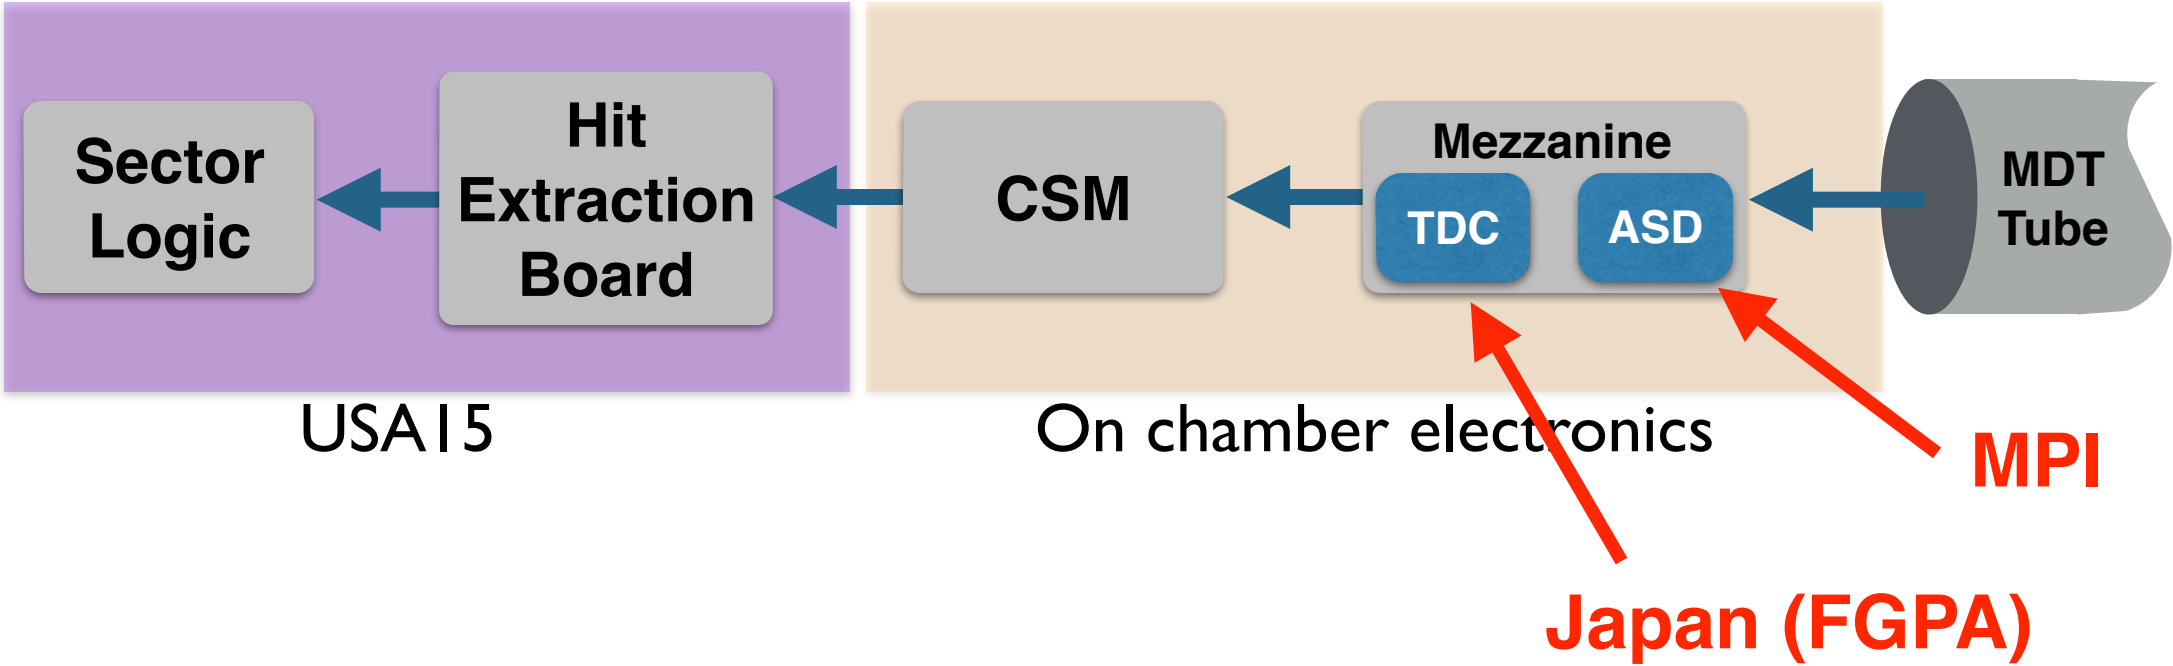 Sector
Logic
Hit
Extraction
Board
CSM
Mezzanine
TDC
ASD
MDT
Tube
USA15
On chamber electronics
MPI
Japan (FGPA)